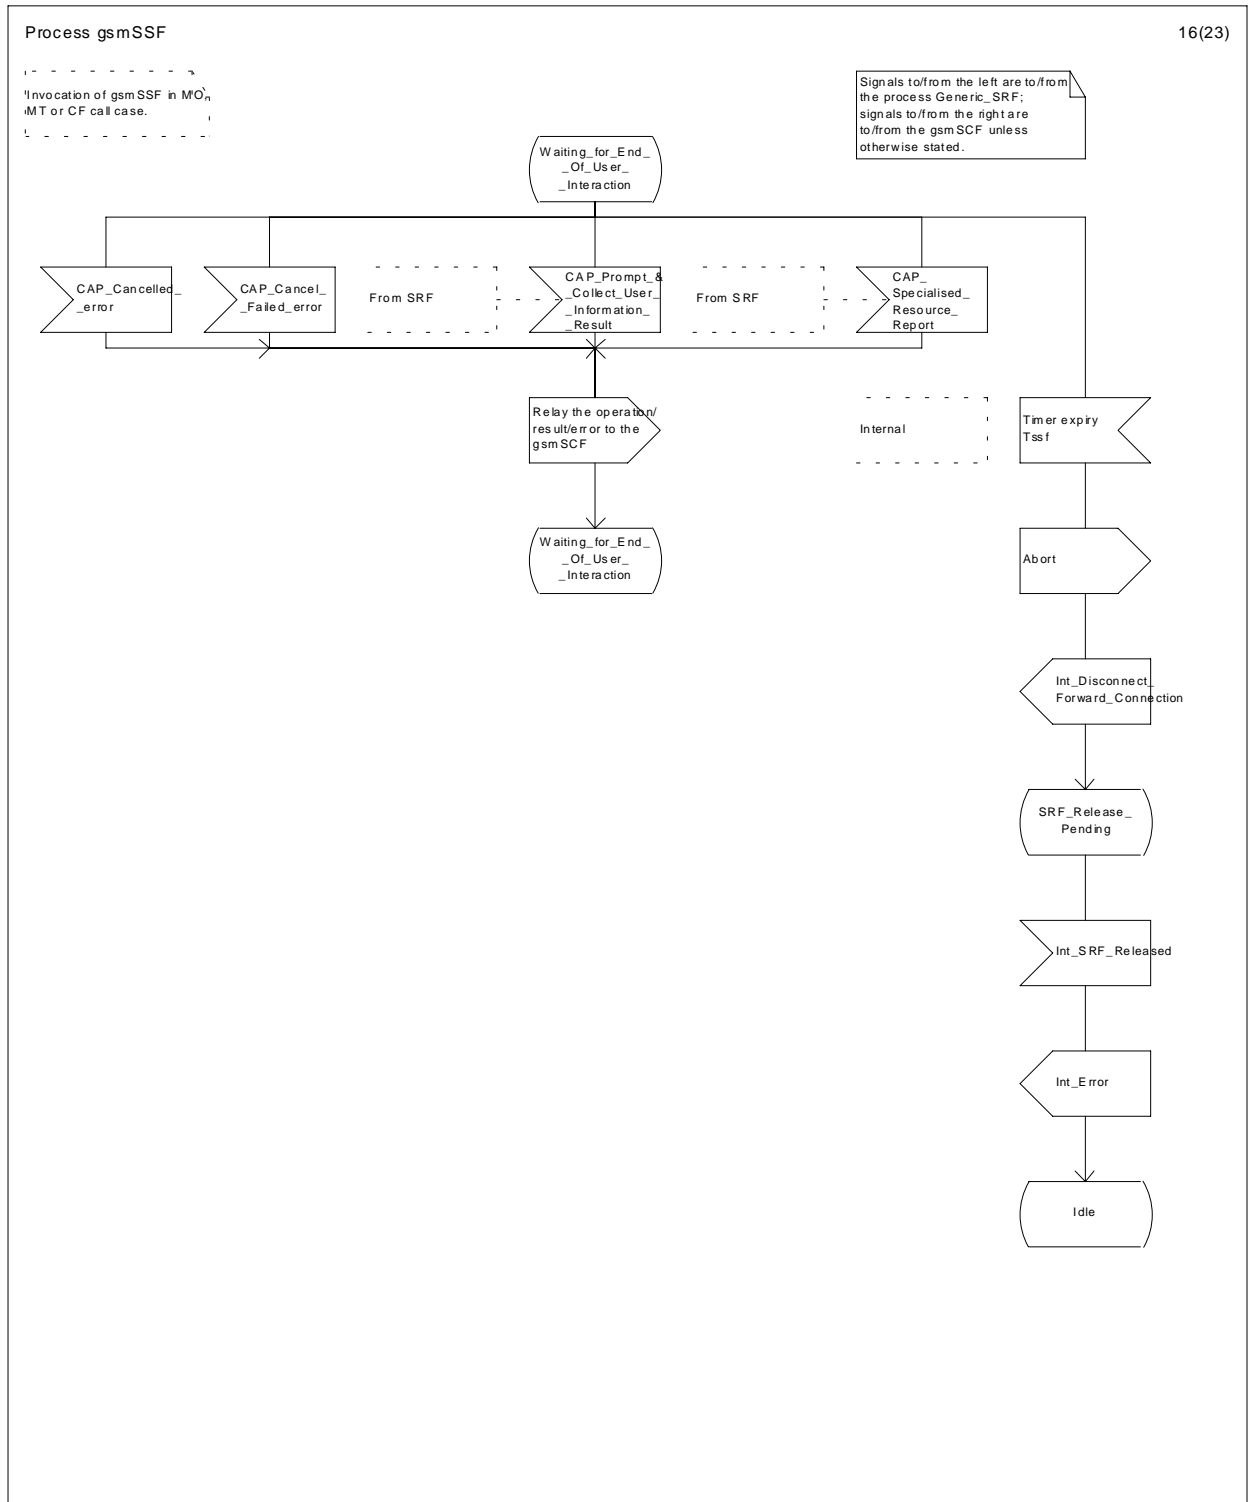 Process gsmSSF
16(23)
Invocation of gsmSSF in MO,
MT or CF call case.
Signals to/from the left are to/from
the process Generic_SRF;
signals to/from the right are
to/from the gsmSCF unless
otherwise stated.
Waiting_for_End_
_Of_User_
_Interaction
CAP_Cancelled_
_error
CAP_Cancel_
_Failed_error
From SRF
CAP_Prompt_&
_Collect_User_
_Information_
_Result
From SRF
CAP_
Specialised_
Resource_
Report
Relay the operation/
result/error to the
gsmSCF
Internal
Timer expiry
Tssf
Waiting_for_End_
_Of_User_
_Interaction
Abort
Int_Disconnect_
Forward_Connection
SRF_Release_
Pending
Int_SRF_Released
Int_Error
Idle